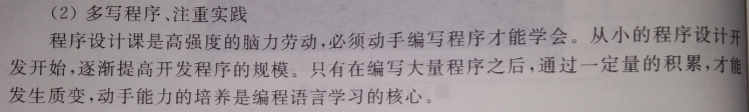 (2) 多写程序、注重实践
程序设计课是高强度的脑力劳动,必须动手编写程序才能学会。从小的程序设计开
发开始,逐渐提高开发程序的规模。只有在编写大量程序之后,通过一定量的积累,才能
发生质变,动手能力的培养是编程语言学习的核心。